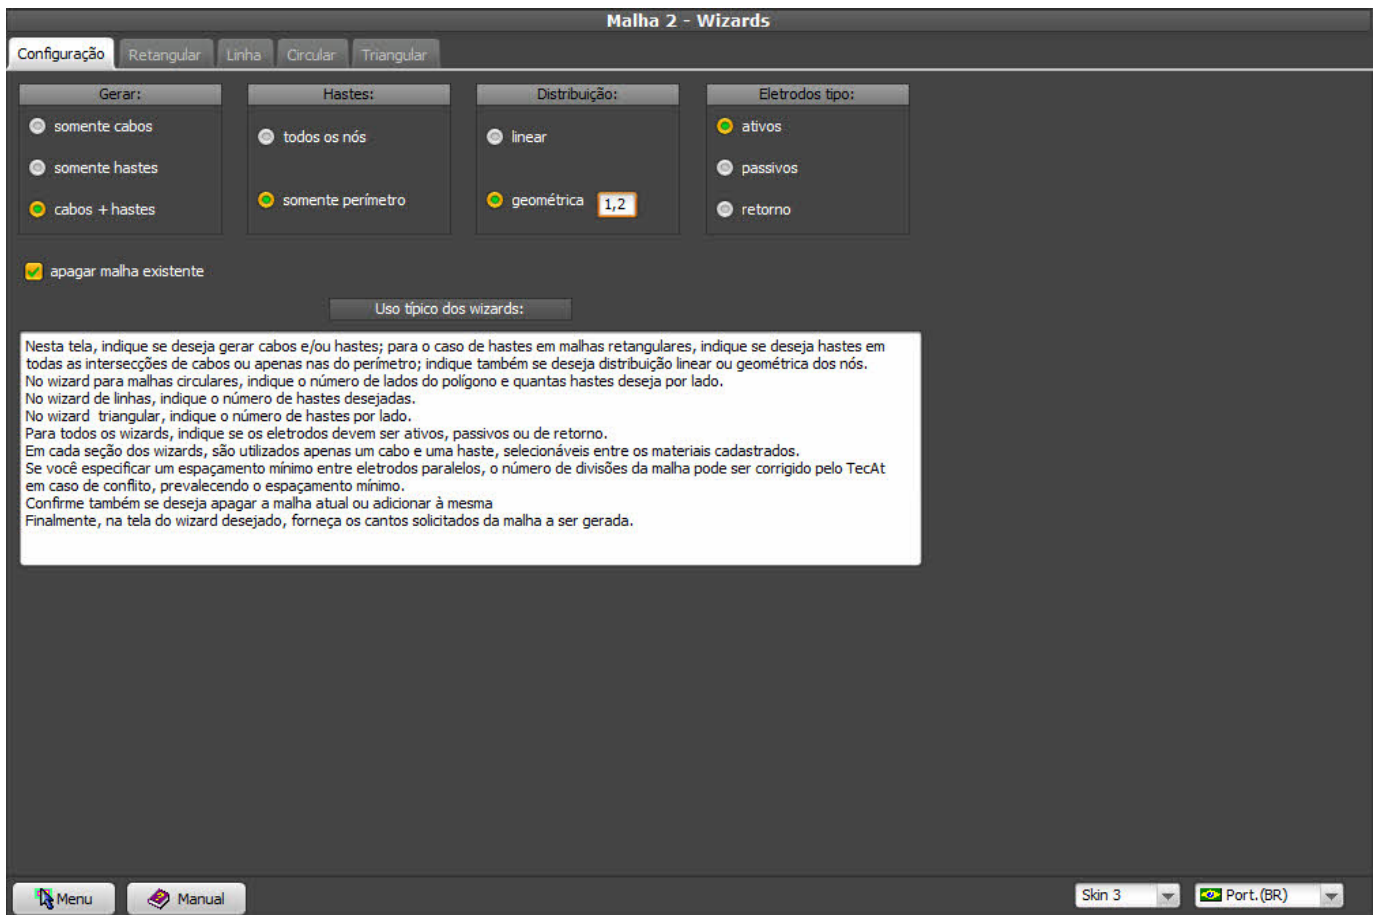 Malha 2 - Wizards
Configuração Retangular Linha Circular Triangular
Gerar: Hastes: Distribuição: Eletrodos tipo:
somente cabos
somente hastes
cabos + hastes
todos os nós
somente perímetro
linear
geométrica 1,2
ativos
passivos
retorno
apagar malha existente
Uso típico dos wizards:
Nesta tela, indique se deseja gerar cabos e/ou hastes; para o caso de hastes em malhas retangulares, indique se deseja hastes em
todas as intersecções de cabos ou apenas nas do perímetro; indique também se deseja distribuição linear ou geométrica dos nós.
No wizard para malhas circulares, indique o número de lados do polígono e quantas hastes deseja por lado.
No wizard de linhas, indique o número de hastes desejadas.
No wizard  triangular, indique o número de hastes por lado.
Para todos os wizards, indique se os eletrodos devem ser ativos, passivos ou de retorno.
Em cada seção dos wizards, são utilizados apenas um cabo e uma haste, selecionáveis entre os materiais cadastrados.
Se você especificar um espaçamento mínimo entre eletrodos paralelos, o número de divisões da malha pode ser corrigido pelo TecAt
em caso de conflito, prevalecendo o espaçamento mínimo.
Confirme também se deseja apagar a malha atual ou adicionar à mesma
Finalmente, na tela do wizard desejado, forneça os cantos solicitados da malha a ser gerada.
Menu Manual Skin 3 Port.(BR)